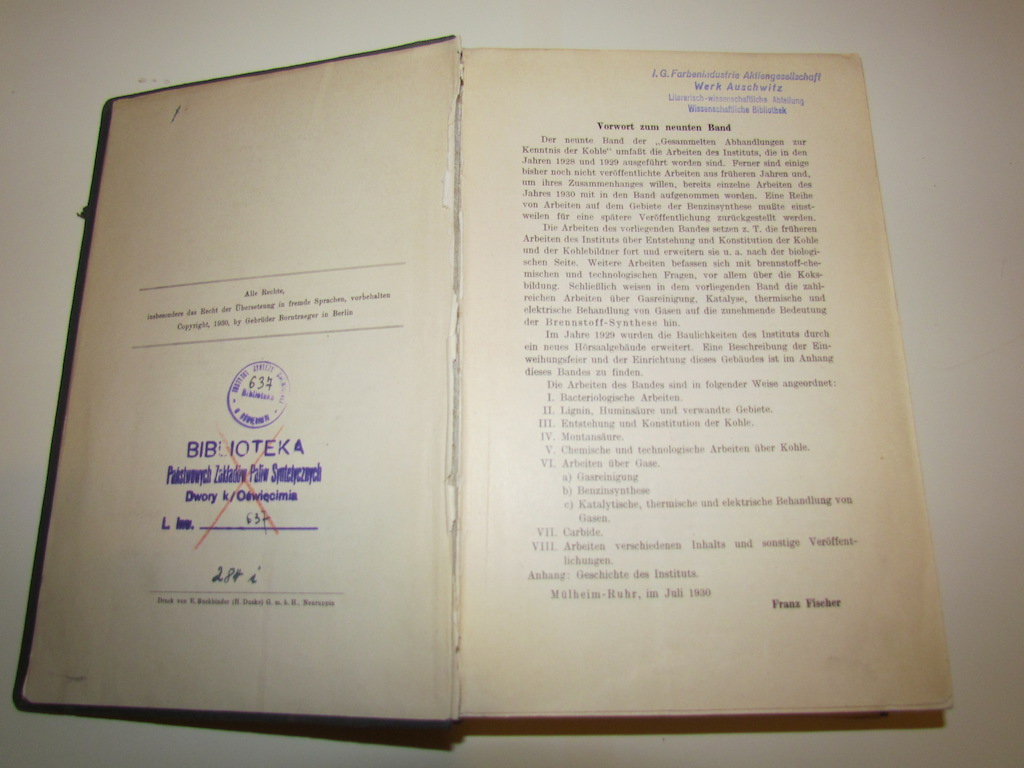 Alle Rechte,
insbesondere das Recht der Übersetzung in fremde Sprachen, vorbehalten
Copyright, 1930, by Gebrüder Borntraeger in Berlin
637
Biblioteka
BIBLIOTEKA
Państwowych Zakładów Paliw Syntetycznych
Dwory k/Oświęcimia
L. Inw. 637
284 i
Druck von E. Buchbinder (H. Duske) G. m. b. H., Neuruppin
I. G. Farbenindustrie Aktiengesellschaft
Werk Auschwitz
Literarisch-wissenschaftliche Abteilung
Wissenschaftliche Bibliothek
Vorwort zum neunten Band
Der neunte Band der „Gesammelten Abhandlungen zur
Kenntnis der Kohle“ umfaßt die Arbeiten des Instituts, die in den
Jahren 1928 und 1929 ausgeführt worden sind. Ferner sind einige
bisher noch nicht veröffentlichte Arbeiten aus früheren Jahren und,
um ihres Zusammenhanges willen, bereits einzelne Arbeiten des
Jahres 1930 mit in den Band aufgenommen worden. Eine Reihe
von Arbeiten auf dem Gebiete der Benzinsynthese mußte einst-
weilen für eine spätere Veröffentlichung zurückgestellt werden.
Die Arbeiten des vorliegenden Bandes setzen z. T. die früheren
Arbeiten des Instituts über Entstehung und Konstitution der Kohle
und der Kohlebildner fort und erweitern sie u. a. nach der biologi-
schen Seite. Weitere Arbeiten befassen sich mit brennstoff-che-
mischen und technologischen Fragen, vor allem über die Koks-
bildung. Schließlich weisen in dem vorliegenden Band die zahl-
reichen Arbeiten über Gasreinigung, Katalyse, thermische und
elektrische Behandlung von Gasen auf die zunehmende Bedeutung
der Brennstoff-Synthese hin.
Im Jahre 1929 wurden die Baulichkeiten des Instituts durch
ein neues Hörsaalgebäude erweitert. Eine Beschreibung der Ein-
weihungsfeier und der Einrichtung dieses Gebäudes ist im Anhang
dieses Bandes zu finden.
Die Arbeiten des Bandes sind in folgender Weise angeordnet:
I. Bacteriologische Arbeiten.
II. Lignin, Huminsäure und verwandte Gebiete.
III. Entstehung und Konstitution der Kohle.
IV. Montansäure.
V. Chemische und technologische Arbeiten über Kohle.
VI. Arbeiten über Gase.
a) Gasreinigung
b) Benzinsynthese
c) Katalytische, thermische und elektrische Behandlung von
Gasen.
VII. Carbide.
VIII. Arbeiten verschiedenen Inhalts und sonstige Veröffent-
lichungen.
Anhang: Geschichte des Instituts.
Mülheim-Ruhr, im Juli 1930
Franz Fischer